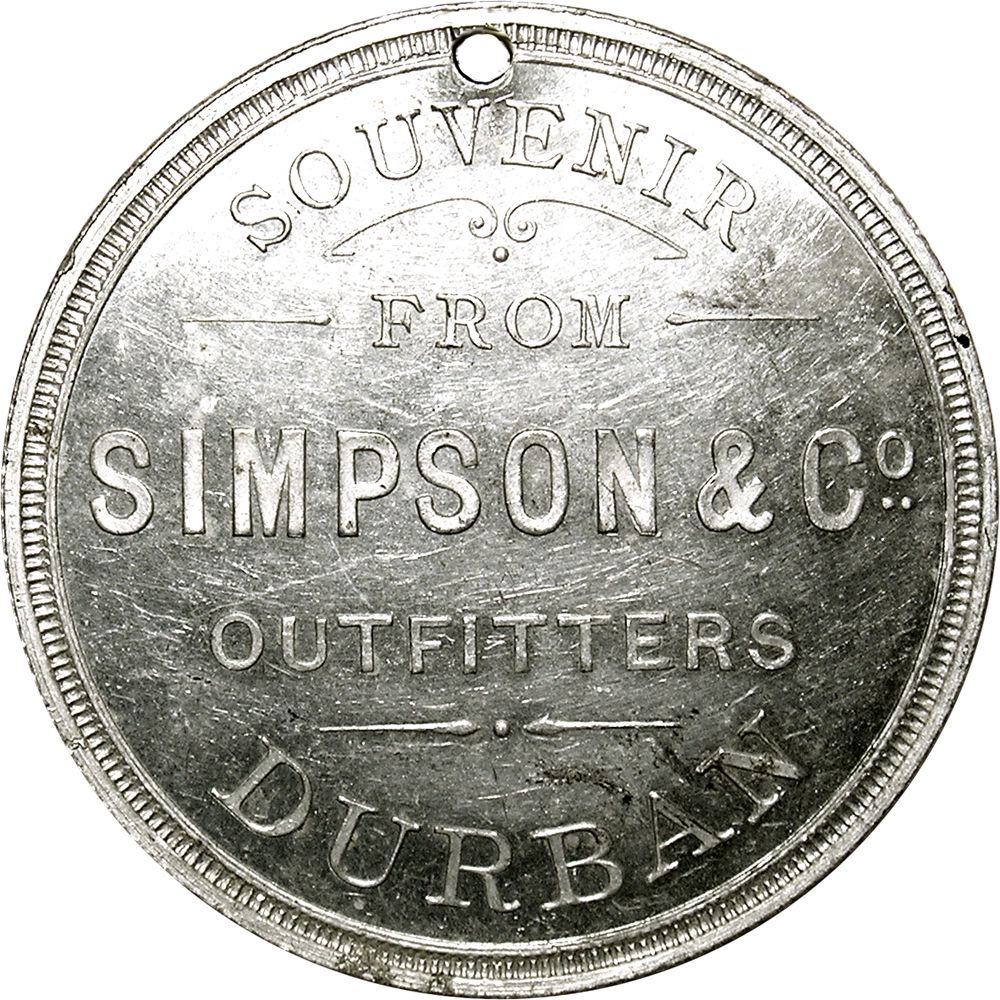 SOUVENIR
FROM
SIMPSON & Cº.
OUTFITTERS
DURBAN